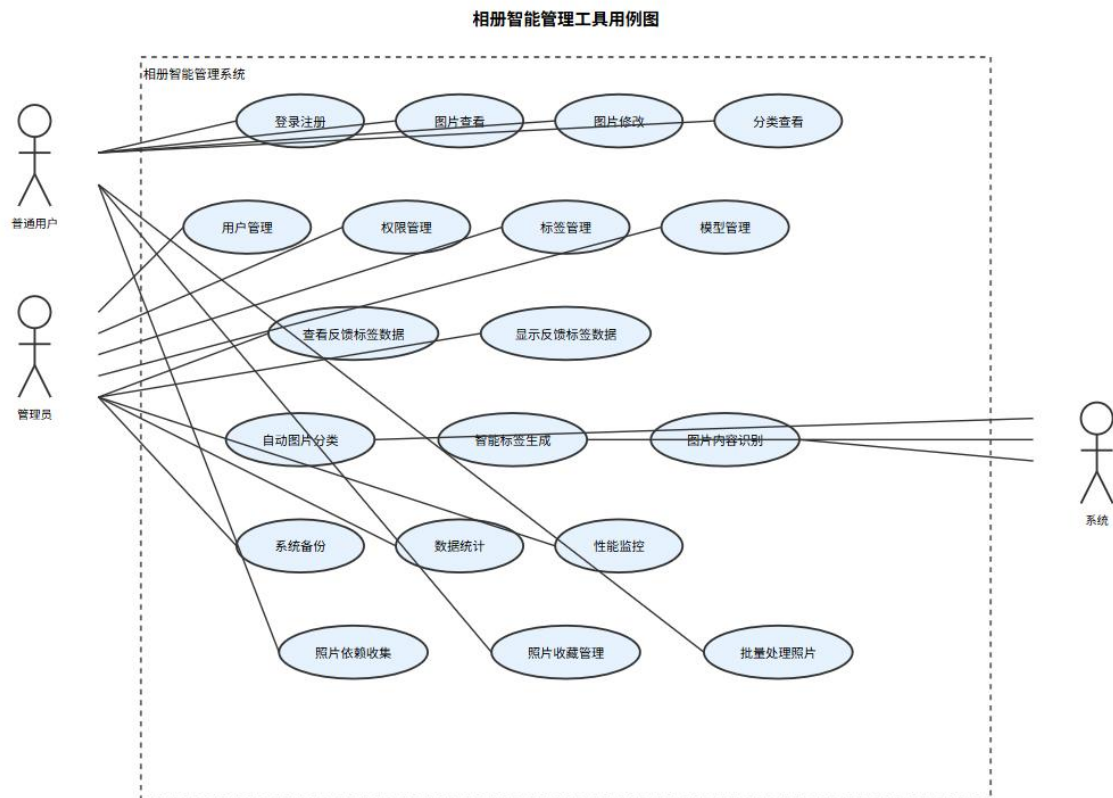 相册智能管理工具用例图
相册智能管理系统
登录注册
图片查看
图片修改
分类查看
普通用户
用户管理
权限管理
标签管理
模型管理
查看反馈标签数据
显示反馈标签数据
管理员
自动图片分类
智能标签生成
图片内容识别
系统
系统备份
数据统计
性能监控
照片依赖收集
照片收藏管理
批量处理照片